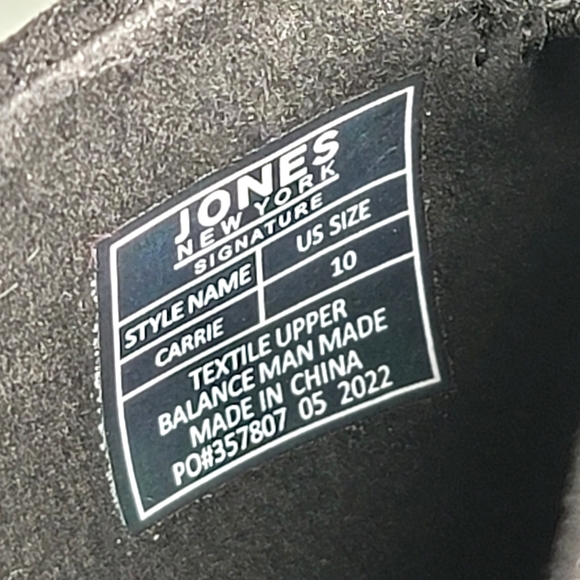 JONES
NEW YORK
SIGNATURE
STYLE NAME US SIZE
CARRIE 10
TEXTILE UPPER
BALANCE MAN MADE
MADE IN CHINA
PO#357807 05 2022